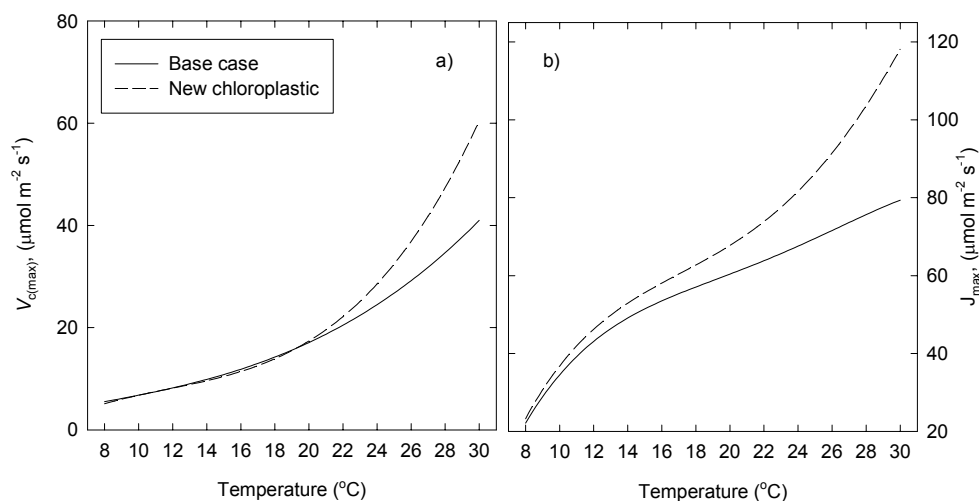 80
60
40
20
0
V c(max), (μmol m-2 s-1)
Base case
New chloroplastic
a)
b)
8 10 12 14 16 18 20 22 24 26 28 30
Temperature (oC)
8 10 12 14 16 18 20 22 24 26 28 30
Temperature (oC)
120
100
80
60
40
20
Jmax, (μmol m-2 s-1)